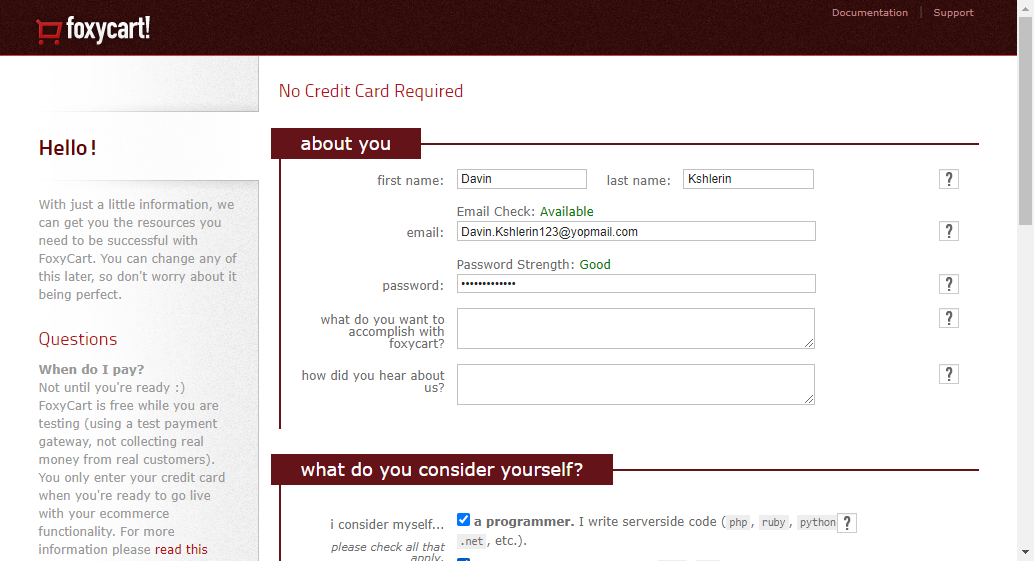 foxycart!
Documentation | Support
No Credit Card Required
Hello!
about you
first name: Davin last name: Kshlerin ?
With just a little information, we
can get you the resources you
need to be successful with
FoxyCart. You can change any of
this later, so don't worry about it
being perfect.
Email Check: Available
email: Davin.Kshlerin123@yopmail.com ?
Password Strength: Good
password: ••••••••••••• ?
what do you want to
accomplish with
foxycart? ?
how did you hear about
us? ?
Questions
When do I pay?
Not until you're ready :)
FoxyCart is free while you are
testing (using a test payment
gateway, not collecting real
money from real customers).
You only enter your credit card
when you're ready to go live
with your ecommerce
functionality. For more
information please read this
what do you consider yourself?
i consider myself...
please check all that
apply.
a programmer. I write serverside code ( php, ruby, python ?
.net, etc.).